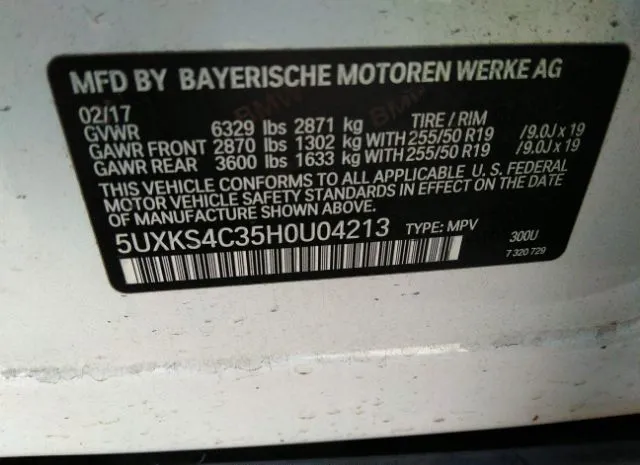 MFD BY BAYERISCHE MOTOREN WERKE AG
02/17
GVWR 6329 lbs 2871 kg TIRE / RIM
GAWR FRONT 2870 lbs 1302 kg WITH 255/50 R19 /9.0J x 19
GAWR REAR 3600 lbs 1633 kg WITH 255/50 R19 /9.0J x 19
THIS VEHICLE CONFORMS TO ALL APPLICABLE U. S. FEDERAL
MOTOR VEHICLE SAFETY STANDARDS IN EFFECT ON THE DATE
OF MANUFACTURE SHOWN ABOVE.
5UXKS4C35H0U04213 TYPE: MPV 300U
7 320 729